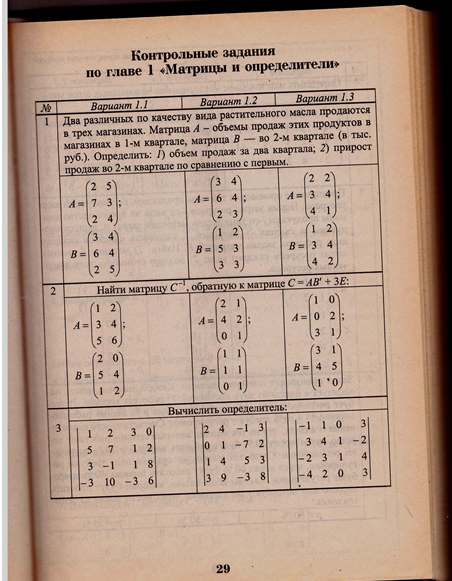 Контрольные задания
по главе 1 «Матрицы и определители»
№ Вариант 1.1 Вариант 1.2 Вариант 1.3
1 Два различных по качеству вида растительного масла продаются
в трех магазинах. Матрица A – объемы продаж этих продуктов в
магазинах в 1-м квартале, матрица B — во 2-м квартале (в тыс.
руб.). Определить: 1) объем продаж за два квартала; 2) прирост
продаж во 2-м квартале по сравнению с первым.
2 5 3 4 2 2
A = 7 3 ; A = 6 4 ; A = 3 4 ;
2 4 2 3 4 1
3 4 1 2 1 2
B = 6 4 B = 5 3 B = 3 4
2 5 3 3 4 2
2 Найти матрицу C⁻¹, обратную к матрице C = AB' + 3E:
1 2 2 1 1 0
A = 3 4 ; A = 4 2 ; A = 0 2 ;
5 6 0 1 3 1
2 0 1 1 3 1
B = 5 4 B = 1 1 B = 4 5
1 2 0 1 1 0
3 Вычислить определитель:
1 2 3 0 2 4 −1 3 −1 1 0 3
5 7 1 2 0 1 −7 2 3 4 1 −2
3 −1 1 8 1 4 5 3 −2 3 1 4
−3 10 −3 6 3 9 −3 8 −4 2 0 3
29